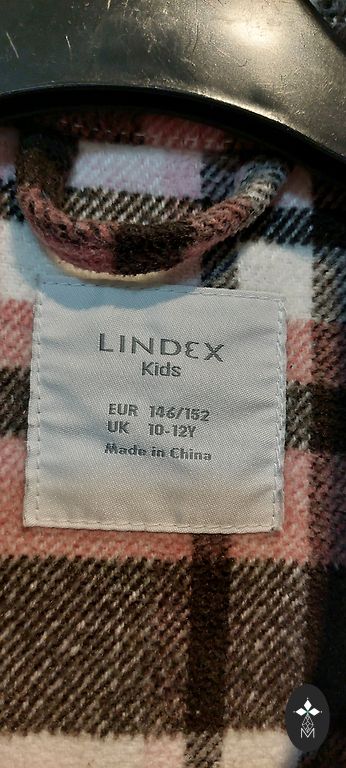 LINDEX
Kids
EUR 146/152
UK 10-12Y
Made in China
M